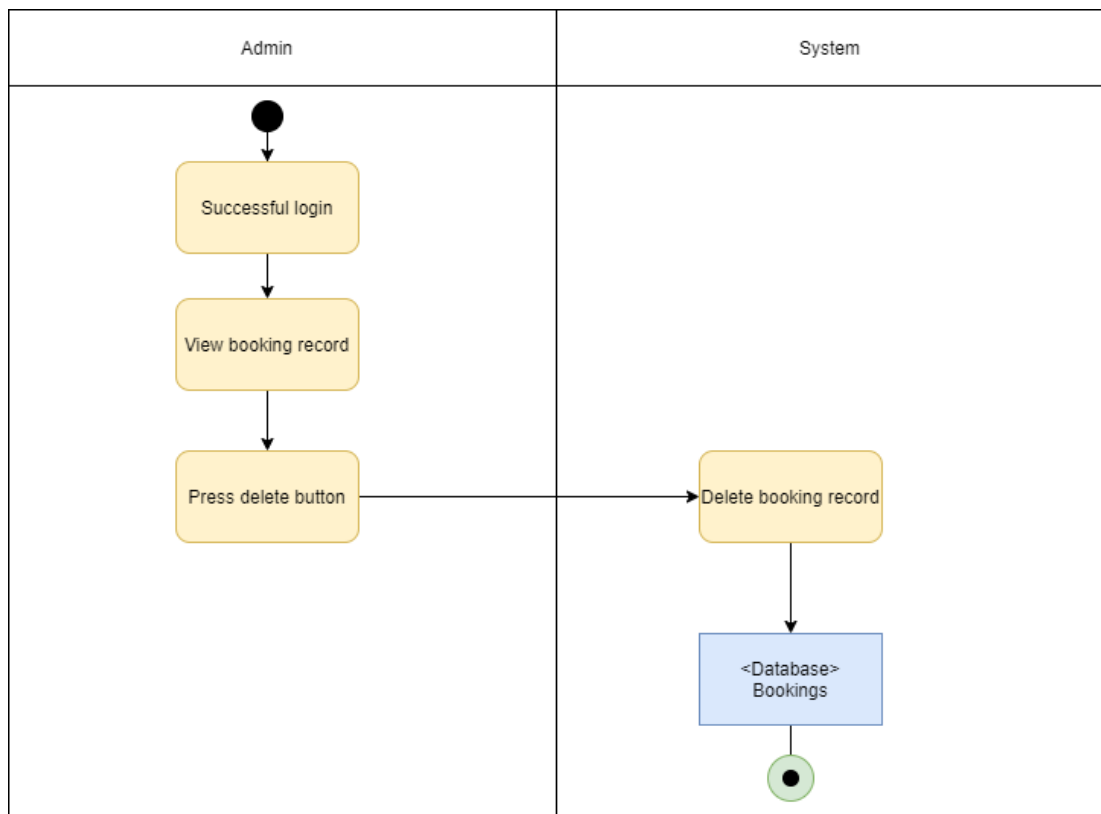 Admin
System
Successful login
View booking record
Press delete button
Delete booking record
<Database>
Bookings